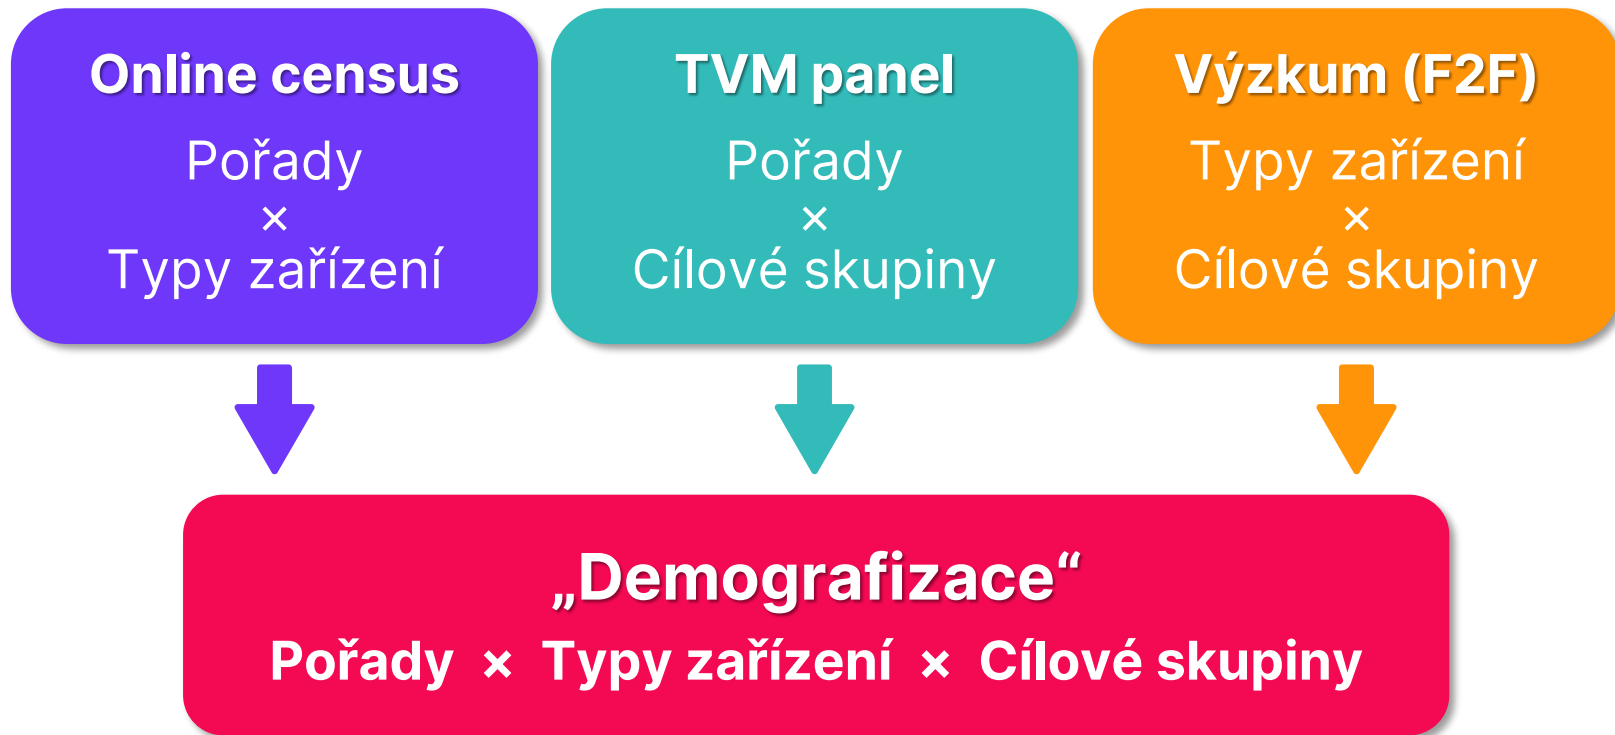 Online census
Pořady
×
Typy zařízení
TVM panel
Pořady
×
Cílové skupiny
Výzkum (F2F)
Typy zařízení
×
Cílové skupiny
„Demografizace“
Pořady × Typy zařízení × Cílové skupiny